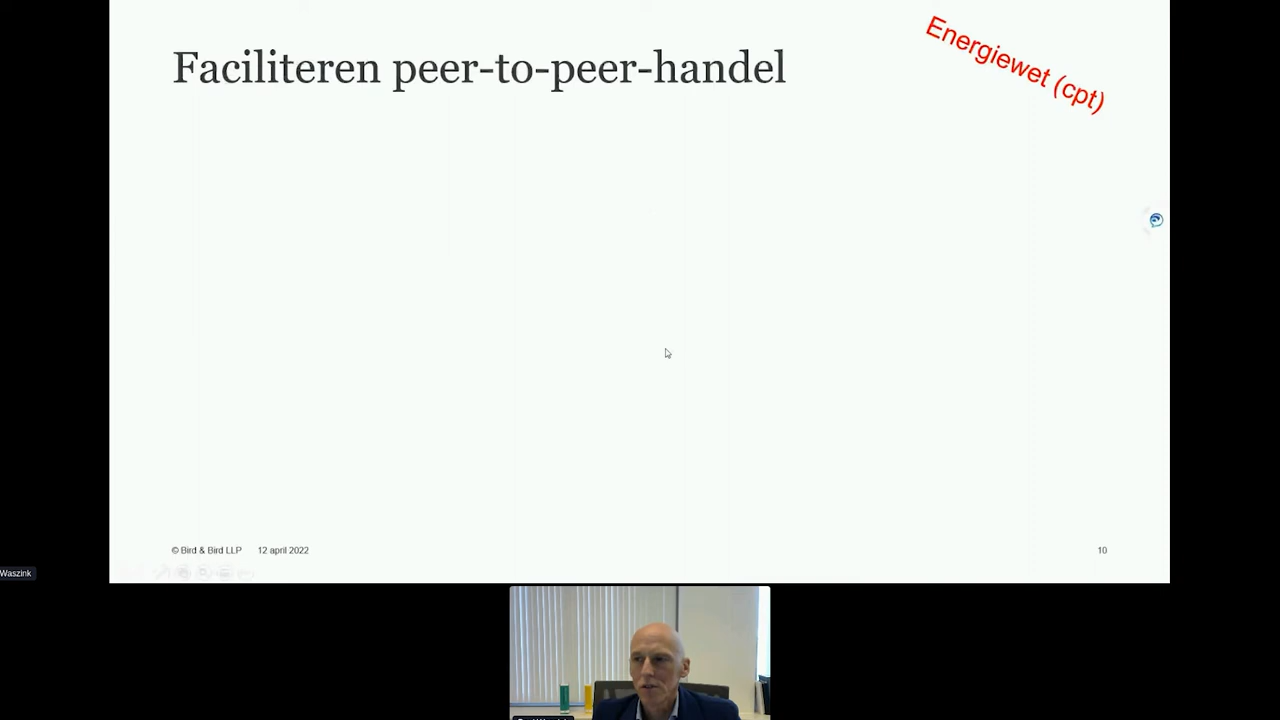 Faciliteren peer-to-peer-handel
Energiewet (cpt)
© Bird & Bird LLP 12 april 2022
10
Waszink